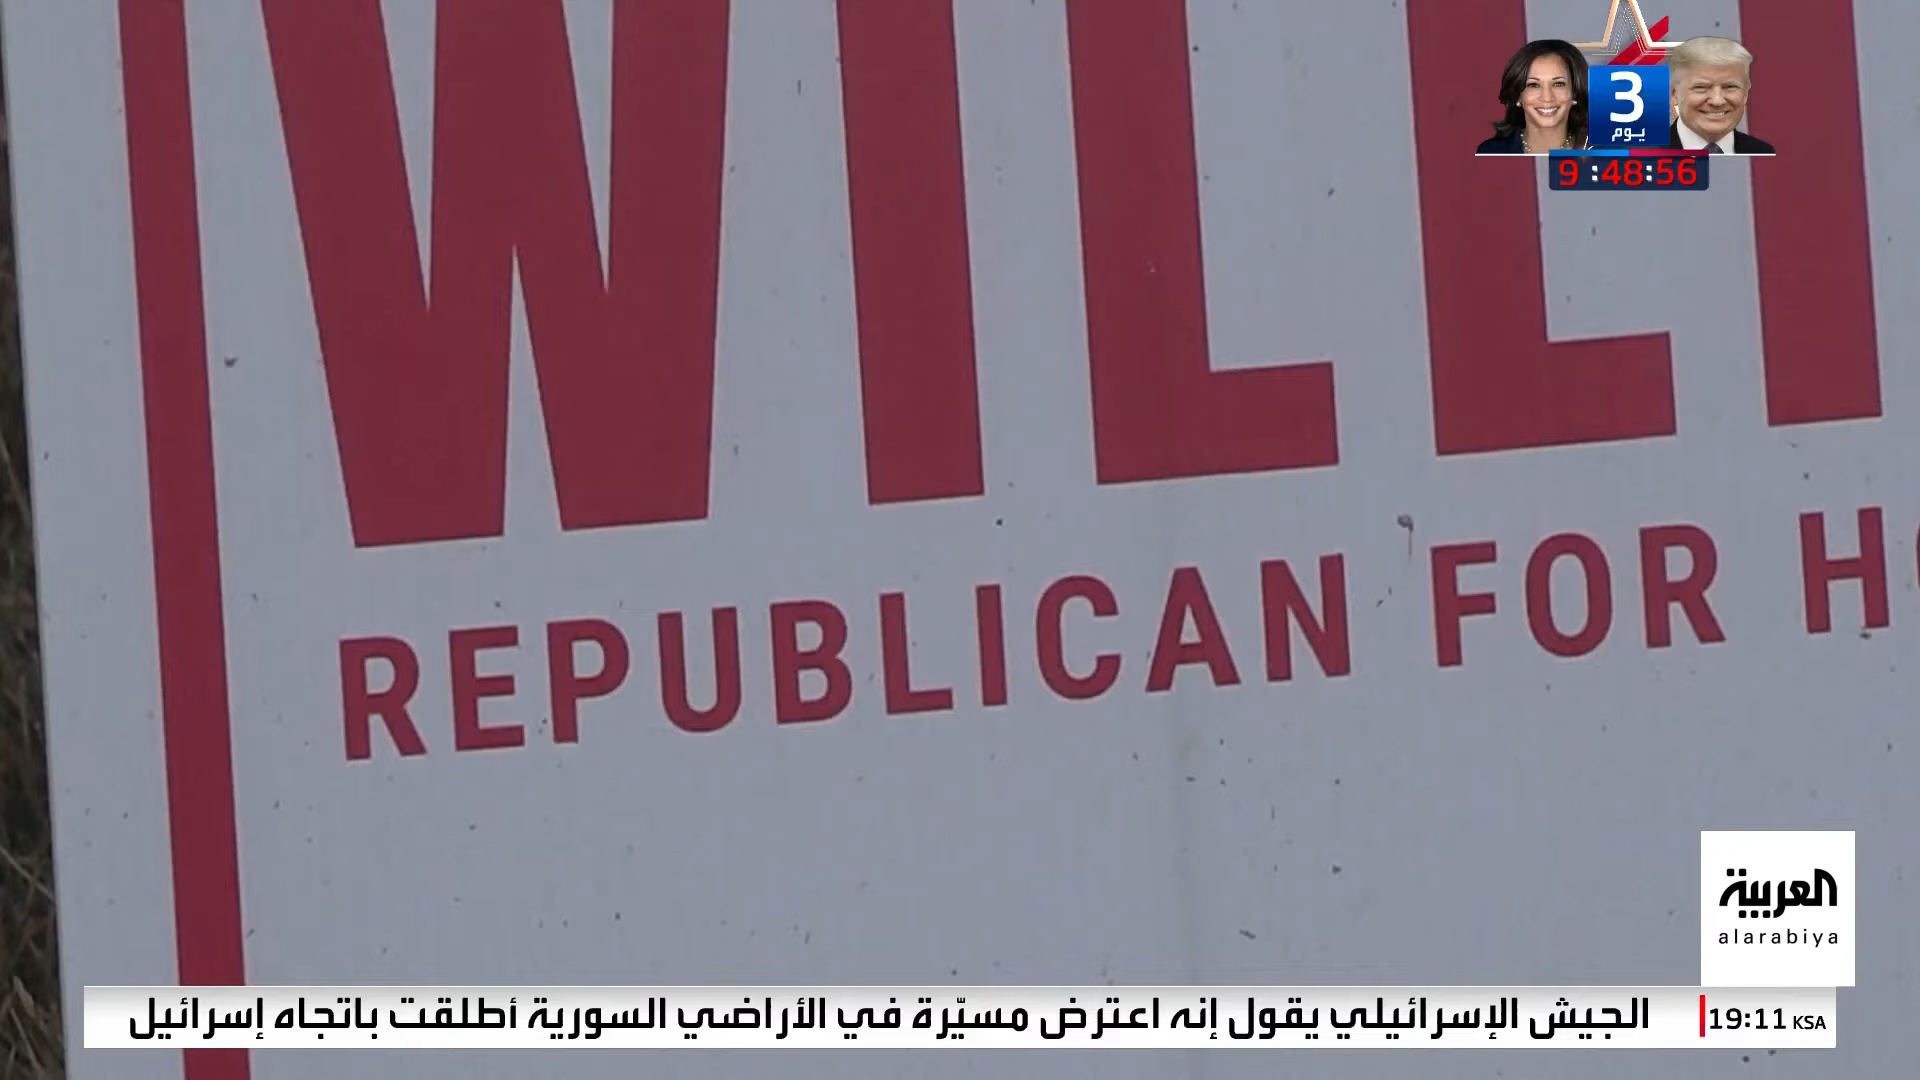 3
يوم
9:48:56
REPUBLICAN FOR
العربية
alarabiya
19:11 KSA
الجيش الإسرائيلي يقول إنه اعترض مسيّرة في الأراضي السورية أطلقت باتجاه إسرائيل